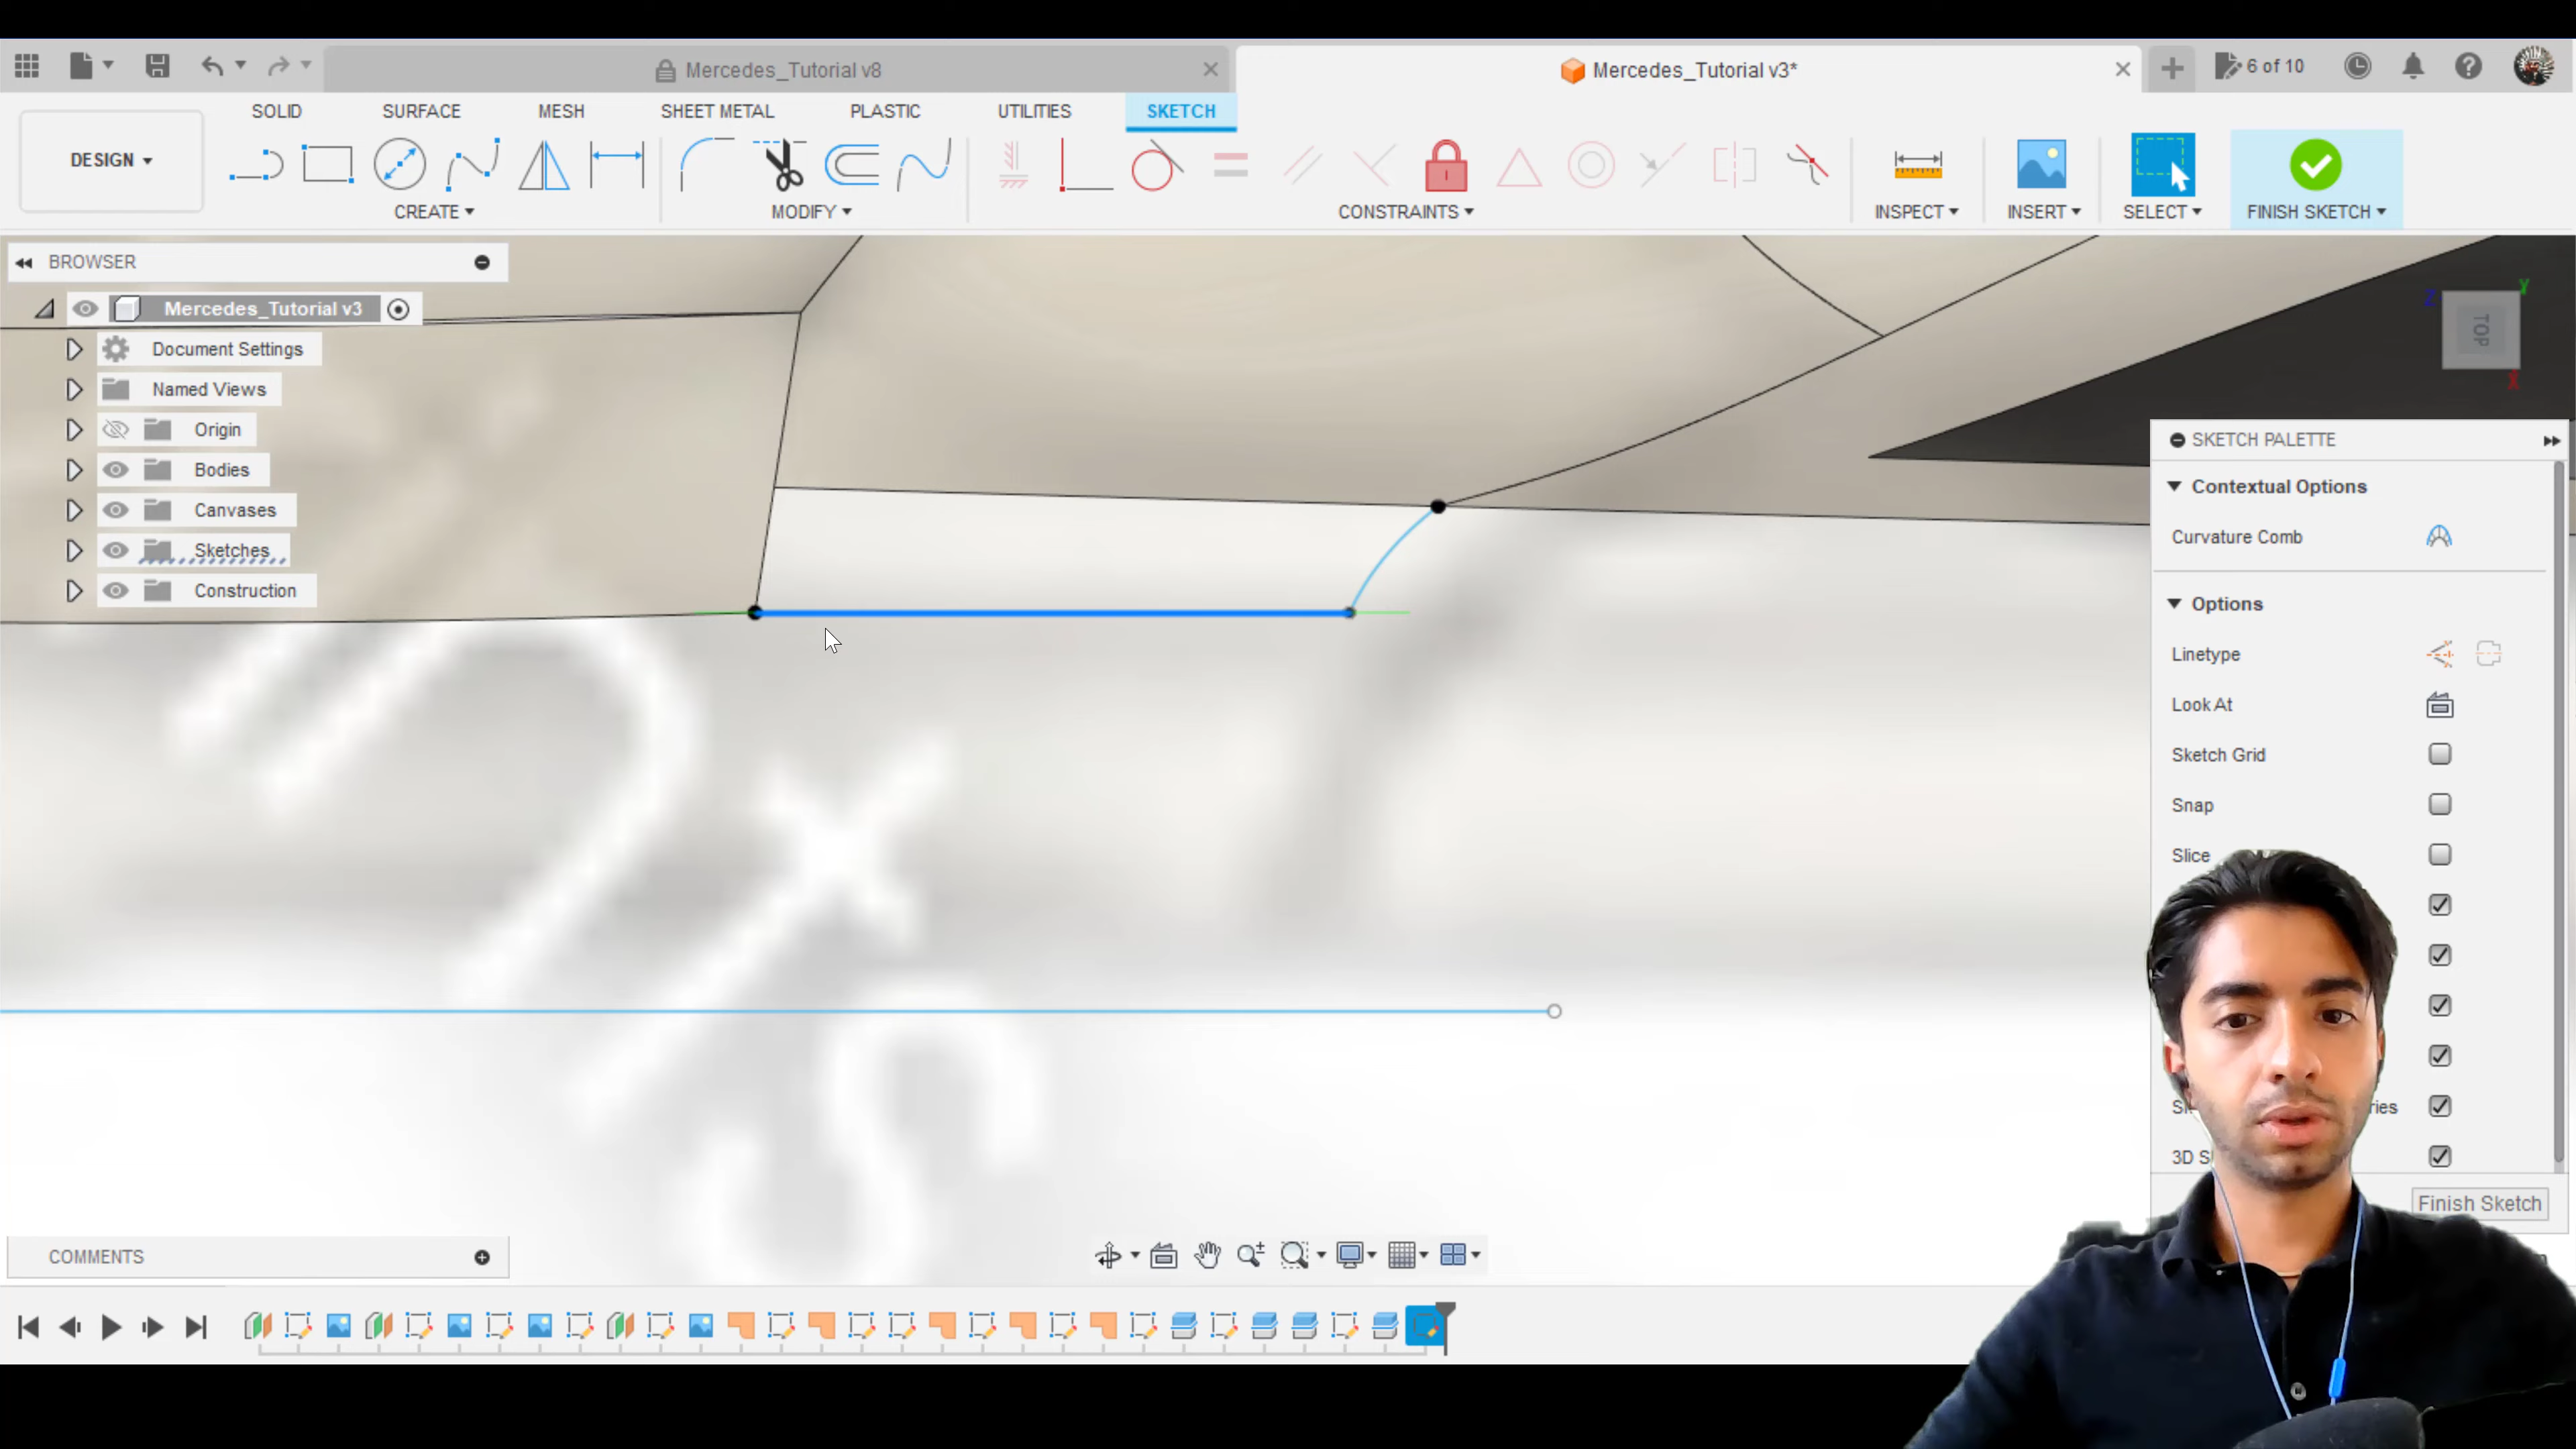 Mercedes_Tutorial v8
Mercedes_Tutorial v3*
6 of 10
DESIGN
SOLID
SURFACE
MESH
SHEET METAL
PLASTIC
UTILITIES
SKETCH
CREATE
MODIFY
CONSTRAINTS
INSPECT
INSERT
SELECT
FINISH SKETCH
BROWSER
Mercedes_Tutorial v3
Document Settings
Named Views
Origin
Bodies
Canvases
Sketches
Construction
Z
Y
TOP
X
SKETCH PALETTE
Contextual Options
Curvature Comb
Options
Linetype
Look At
Sketch Grid
Snap
Slice
3D
Finish Sketch
COMMENTS